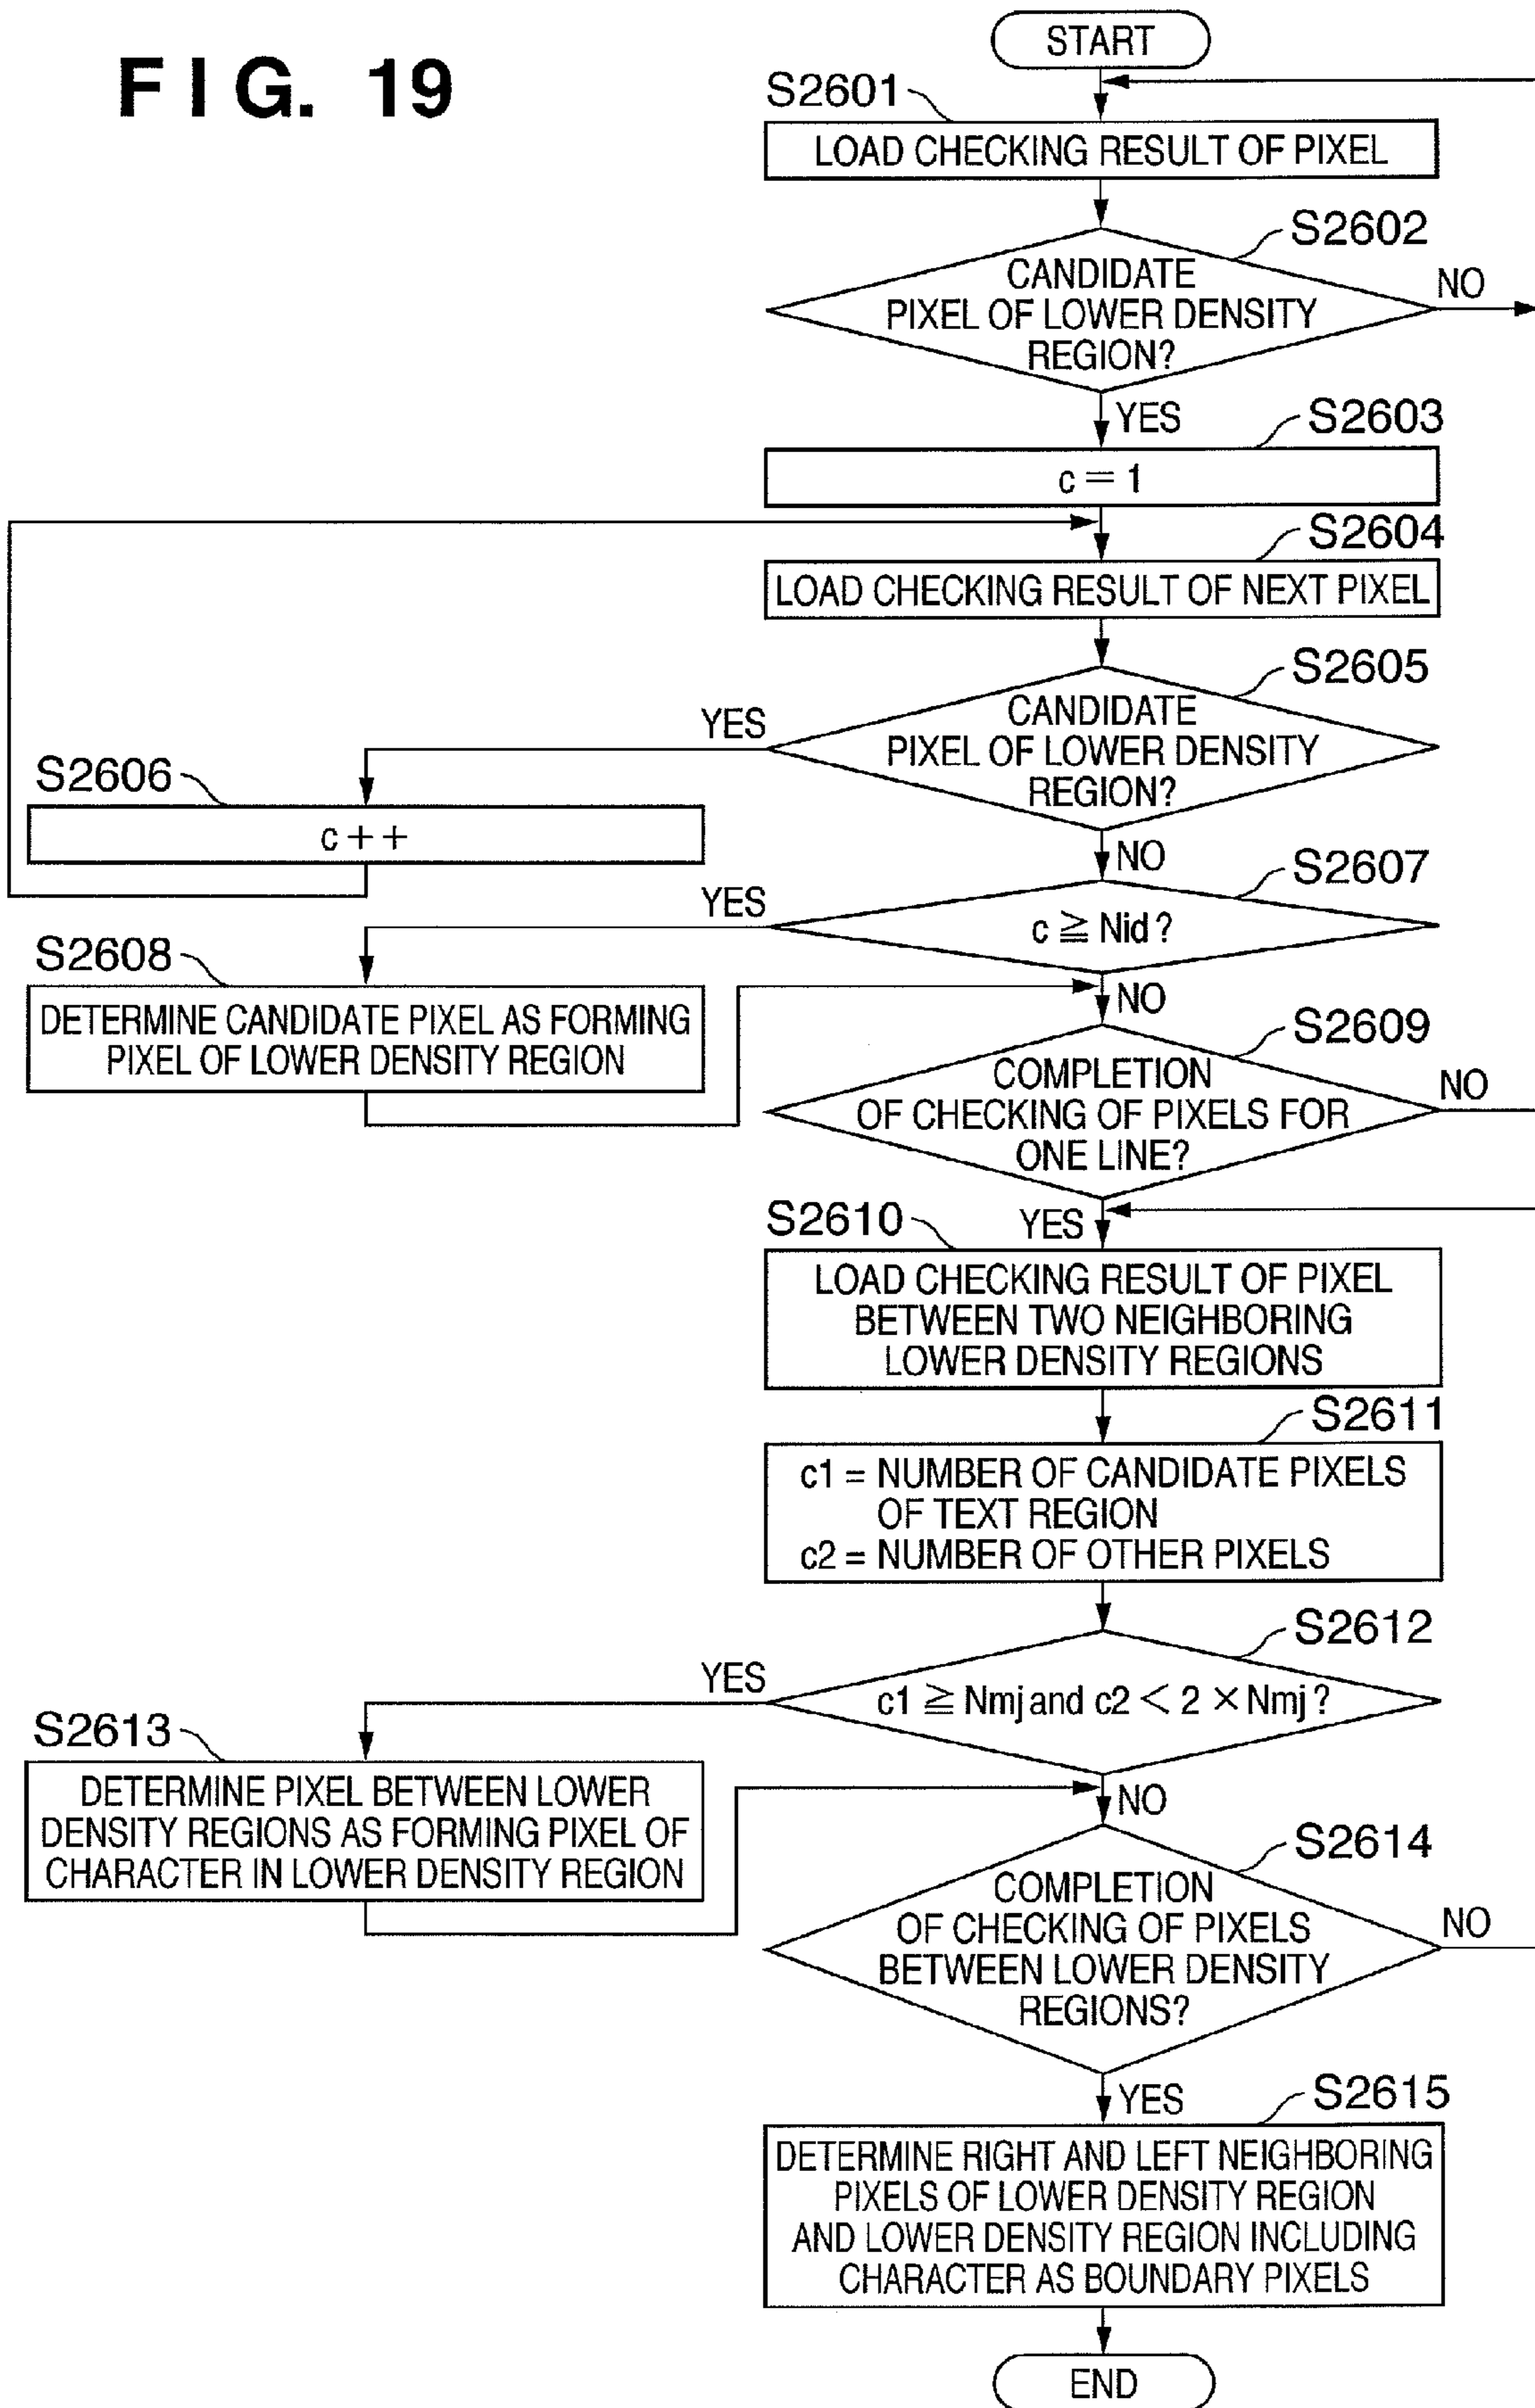 FIG. 19
START
S2601
LOAD CHECKING RESULT OF PIXEL
S2602
CANDIDATE
PIXEL OF LOWER DENSITY
REGION?
NO
YES
S2603
c = 1
S2604
LOAD CHECKING RESULT OF NEXT PIXEL
S2605
CANDIDATE
PIXEL OF LOWER DENSITY
REGION?
YES
S2606
c++
NO
S2607
c ≧ Nid?
YES
S2608
DETERMINE CANDIDATE PIXEL AS FORMING
PIXEL OF LOWER DENSITY REGION
NO
S2609
COMPLETION
OF CHECKING OF PIXELS FOR
ONE LINE?
NO
YES
S2610
LOAD CHECKING RESULT OF PIXEL
BETWEEN TWO NEIGHBORING
LOWER DENSITY REGIONS
S2611
c1 = NUMBER OF CANDIDATE PIXELS
OF TEXT REGION
c2 = NUMBER OF OTHER PIXELS
S2612
c1 ≧ Nmj and c2 < 2 × Nmj?
YES
S2613
DETERMINE PIXEL BETWEEN LOWER
DENSITY REGIONS AS FORMING PIXEL OF
CHARACTER IN LOWER DENSITY REGION
NO
S2614
COMPLETION
OF CHECKING OF PIXELS
BETWEEN LOWER DENSITY
REGIONS?
NO
YES
S2615
DETERMINE RIGHT AND LEFT NEIGHBORING
PIXELS OF LOWER DENSITY REGION
AND LOWER DENSITY REGION INCLUDING
CHARACTER AS BOUNDARY PIXELS
END